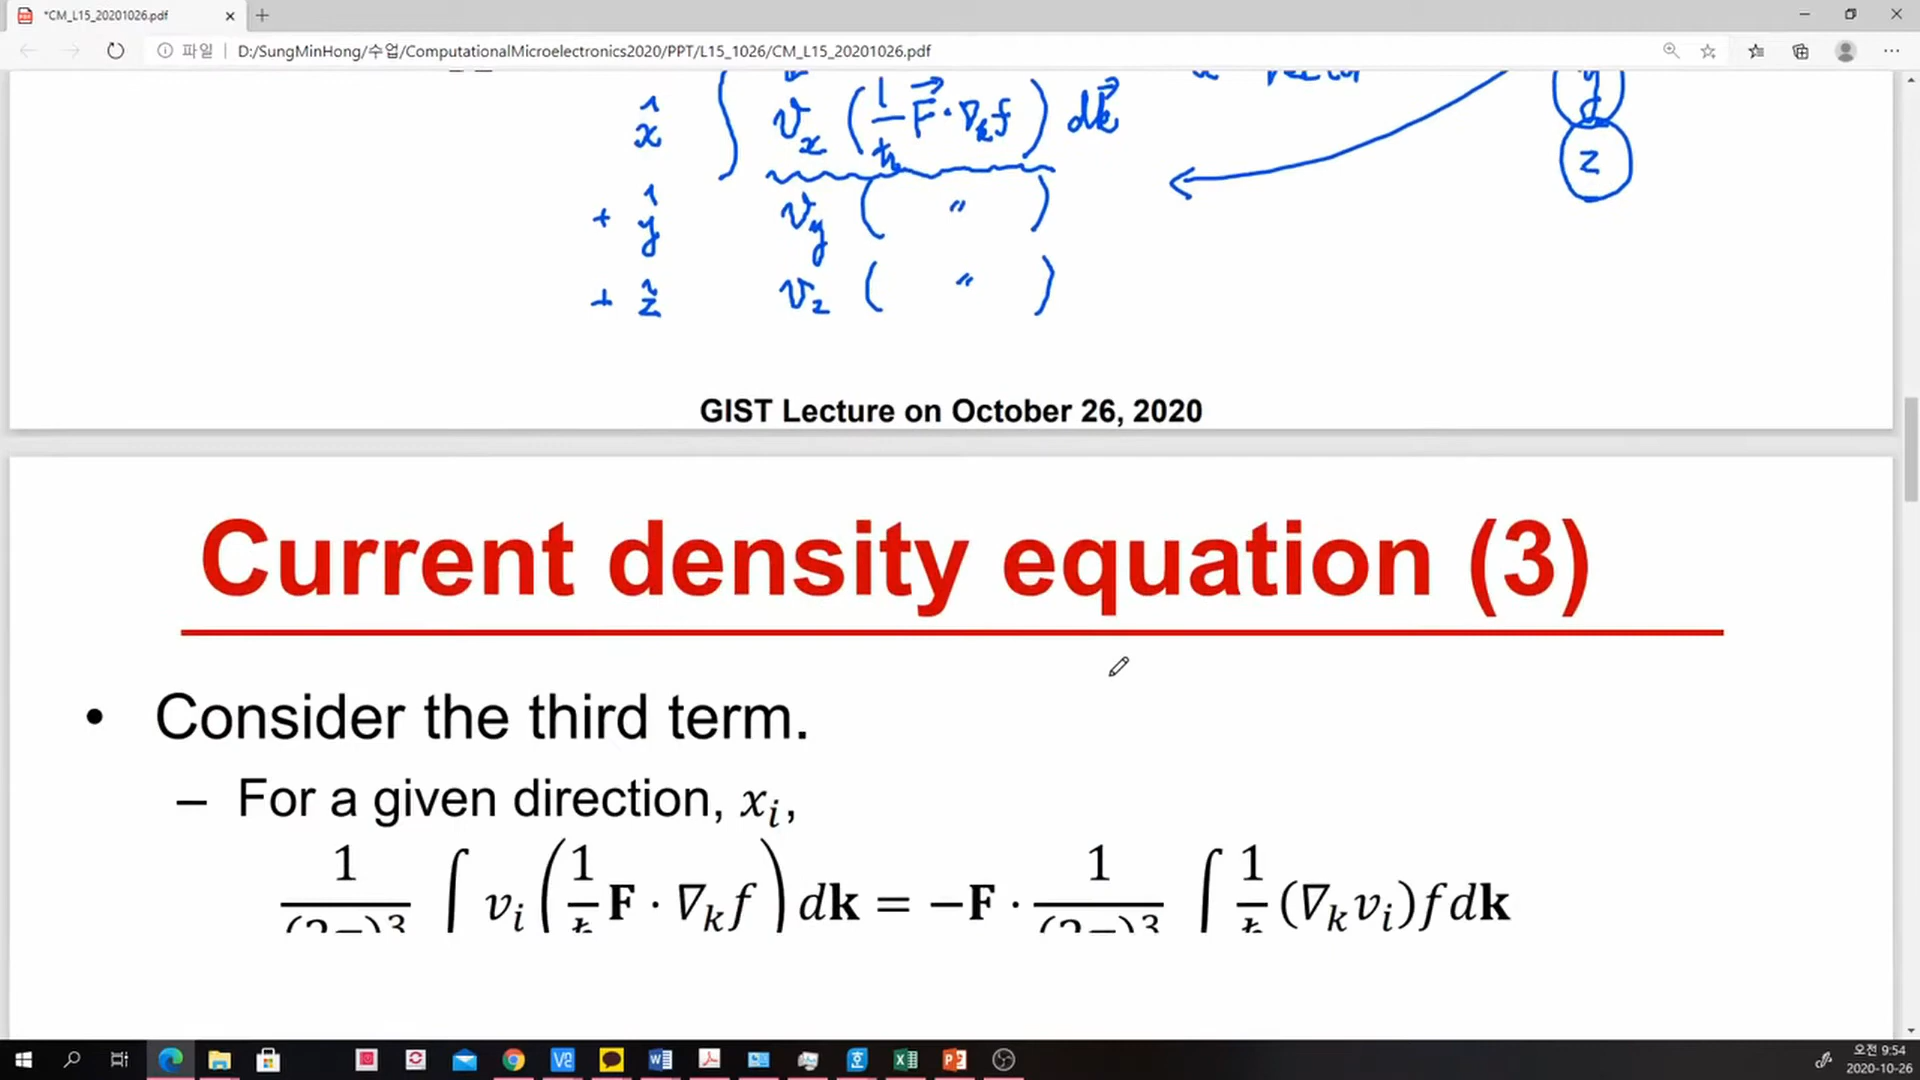 *CM_L15_20201026.pdf
파일 | D:/SungMinHong/수업/ComputationalMicroelectronics2020/PPT/L15_1026/CM_L15_20201026.pdf
x̂ ∫ v_x (1/ħ F⃗ · ∇_k f) dk⃗
z
+ ŷ v_y ( " )
+ ẑ v_z ( " )
GIST Lecture on October 26, 2020
Current density equation (3)
• Consider the third term.
– For a given direction, x_i,
1/(2π)³ ∫ v_i (1/ħ F · ∇_k f) dk = −F · 1/(2π)³ ∫ 1/ħ (∇_k v_i) f dk
오전 9:54
2020-10-26